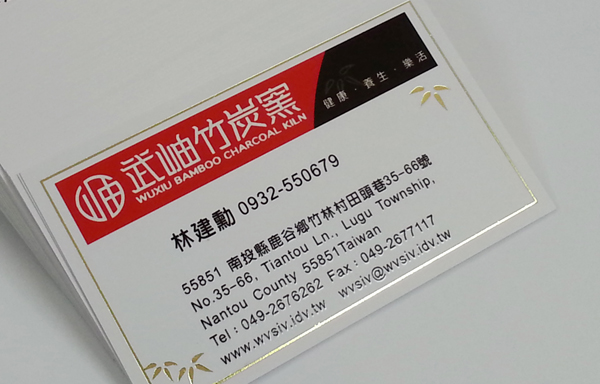 岫
武岫竹炭窯
WUXIU BAMBOO CHARCOAL KILN
健康·養生·樂活
林建勳 0932-550679
55851 南投縣鹿谷鄉竹林村田頭巷35-66號
No.35-66, Tiantou Ln., Lugu Township,
Nantou County 55851Taiwan
Tel：049-2676262 Fax：049-2677117
www.wvsiv.idv.tw wvsiv@wvsiv.idv.tw